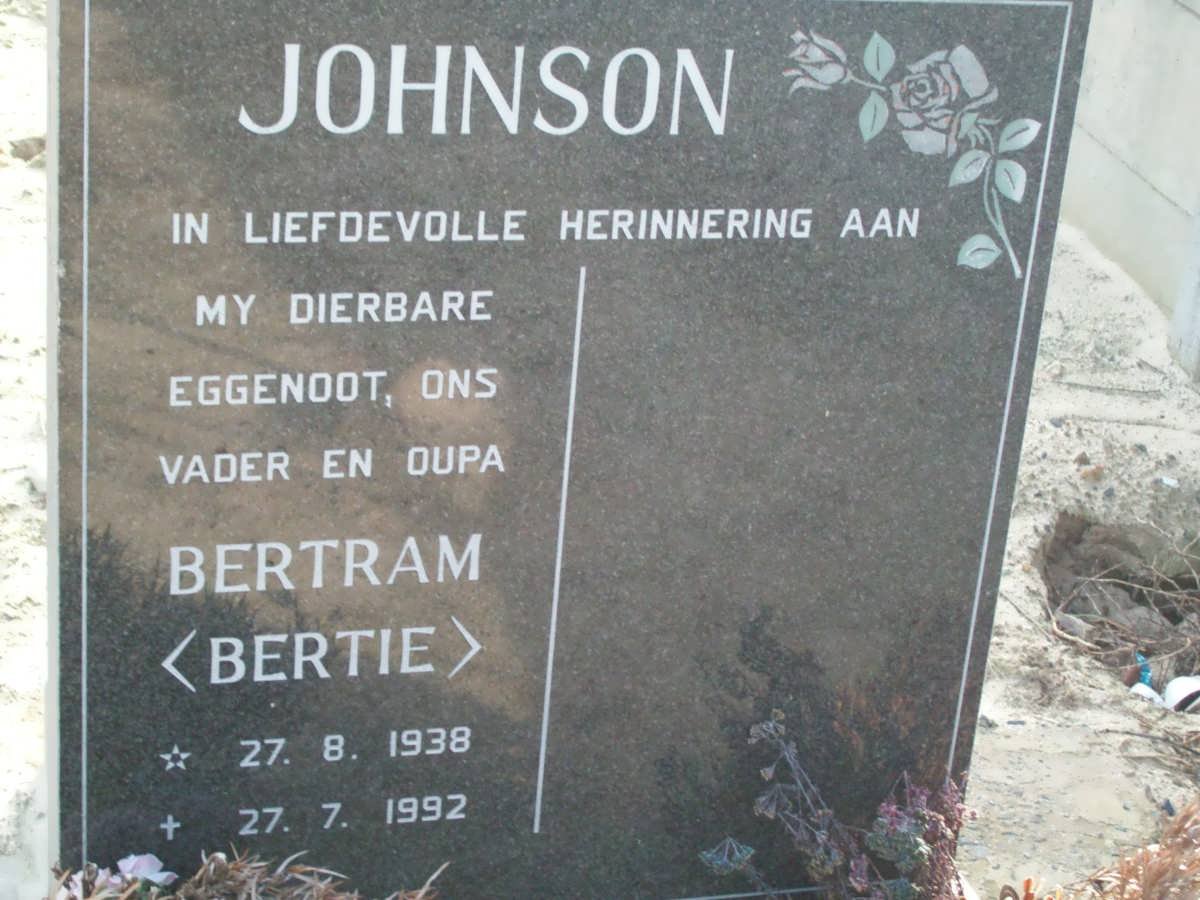 JOHNSON
IN LIEFDEVOLLE HERINNERING AAN
MY DIERBARE
EGGENOOT, ONS
VADER EN OUPA
BERTRAM
<BERTIE>
☆ 27. 8. 1938
✝ 27. 7. 1992